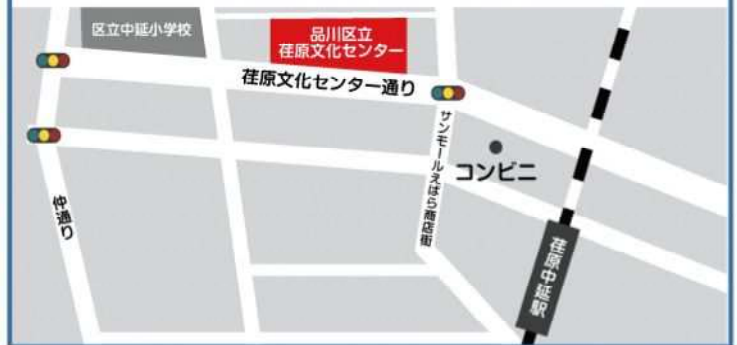 区立中延小学校
品川区立
荏原文化センター
荏原文化センター通り
サンモールえばら商店街
コンビニ
仲通り
荏原中延駅